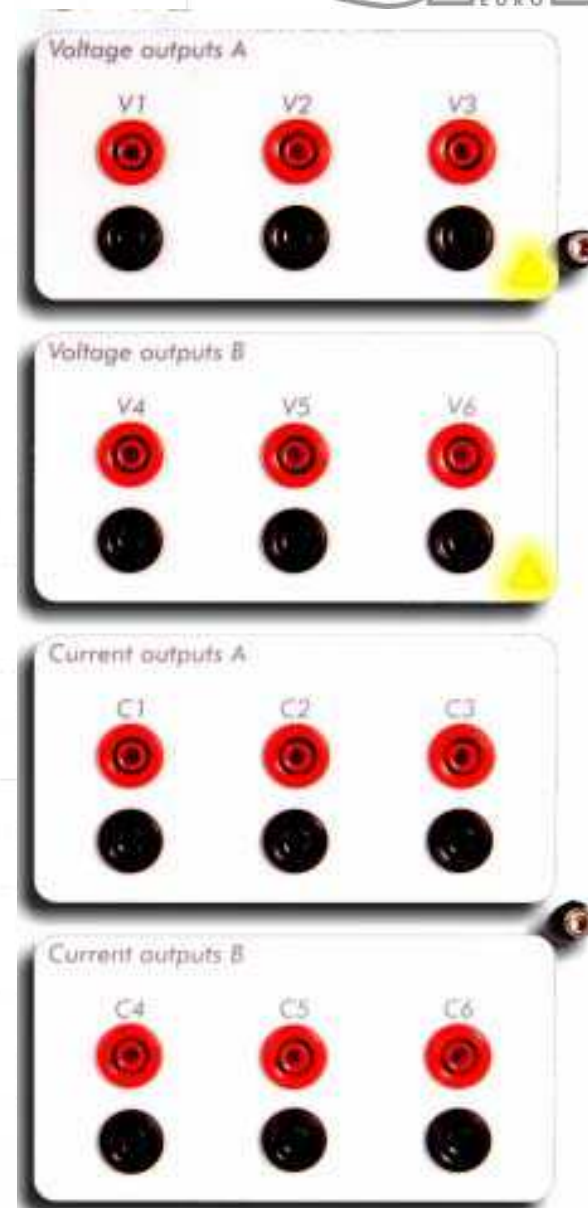 EURO
Voltage outputs A
V1 V2 V3
Voltage outputs B
V4 V5 V6
Current outputs A
C1 C2 C3
Current outputs B
C4 C5 C6